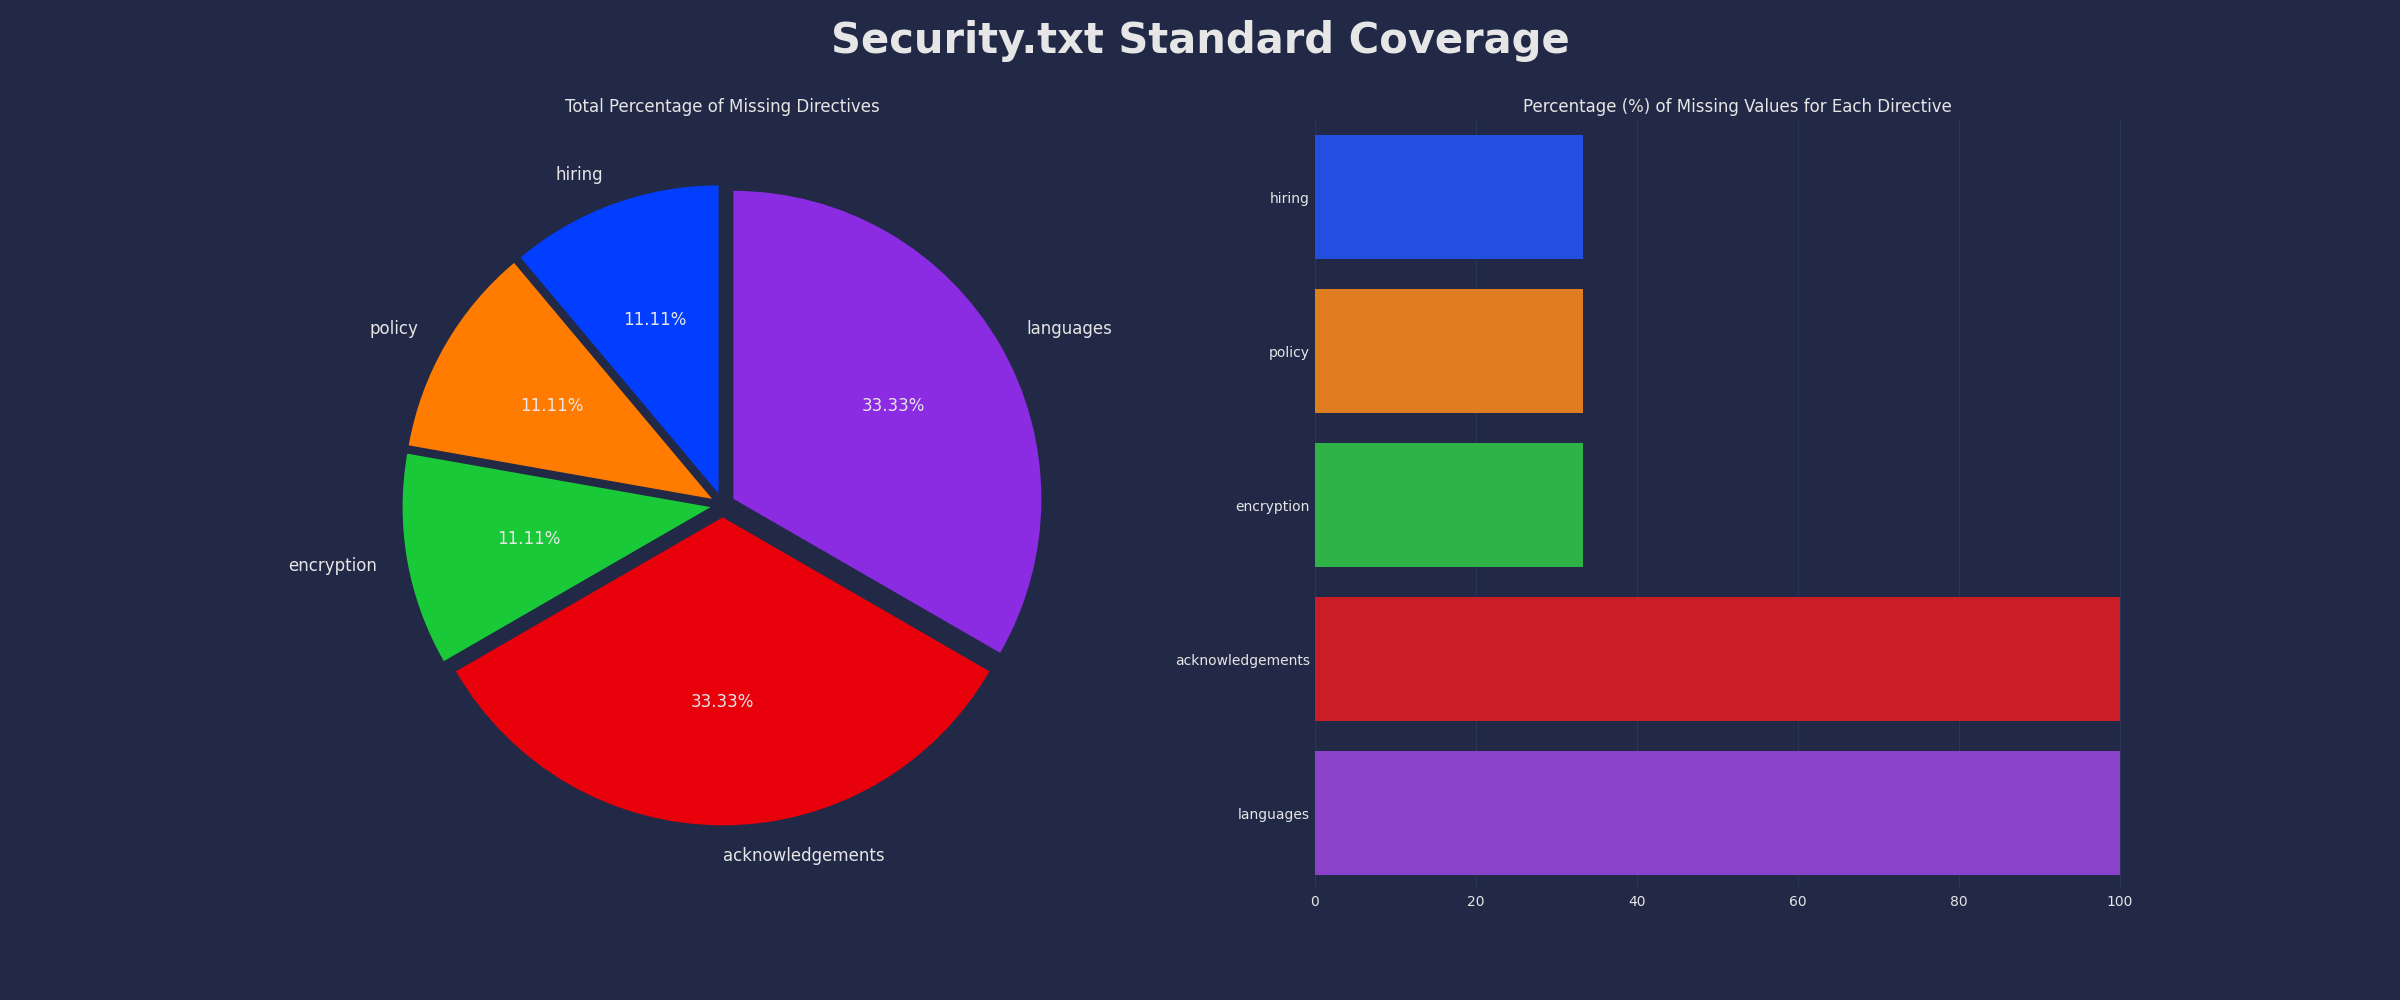 Security.txt Standard Coverage
Total Percentage of Missing Directives
hiring
11.11%
policy
11.11%
encryption
11.11%
acknowledgements
33.33%
languages
33.33%
Percentage (%) of Missing Values for Each Directive
hiring
policy
encryption
acknowledgements
languages
0 20 40 60 80 100